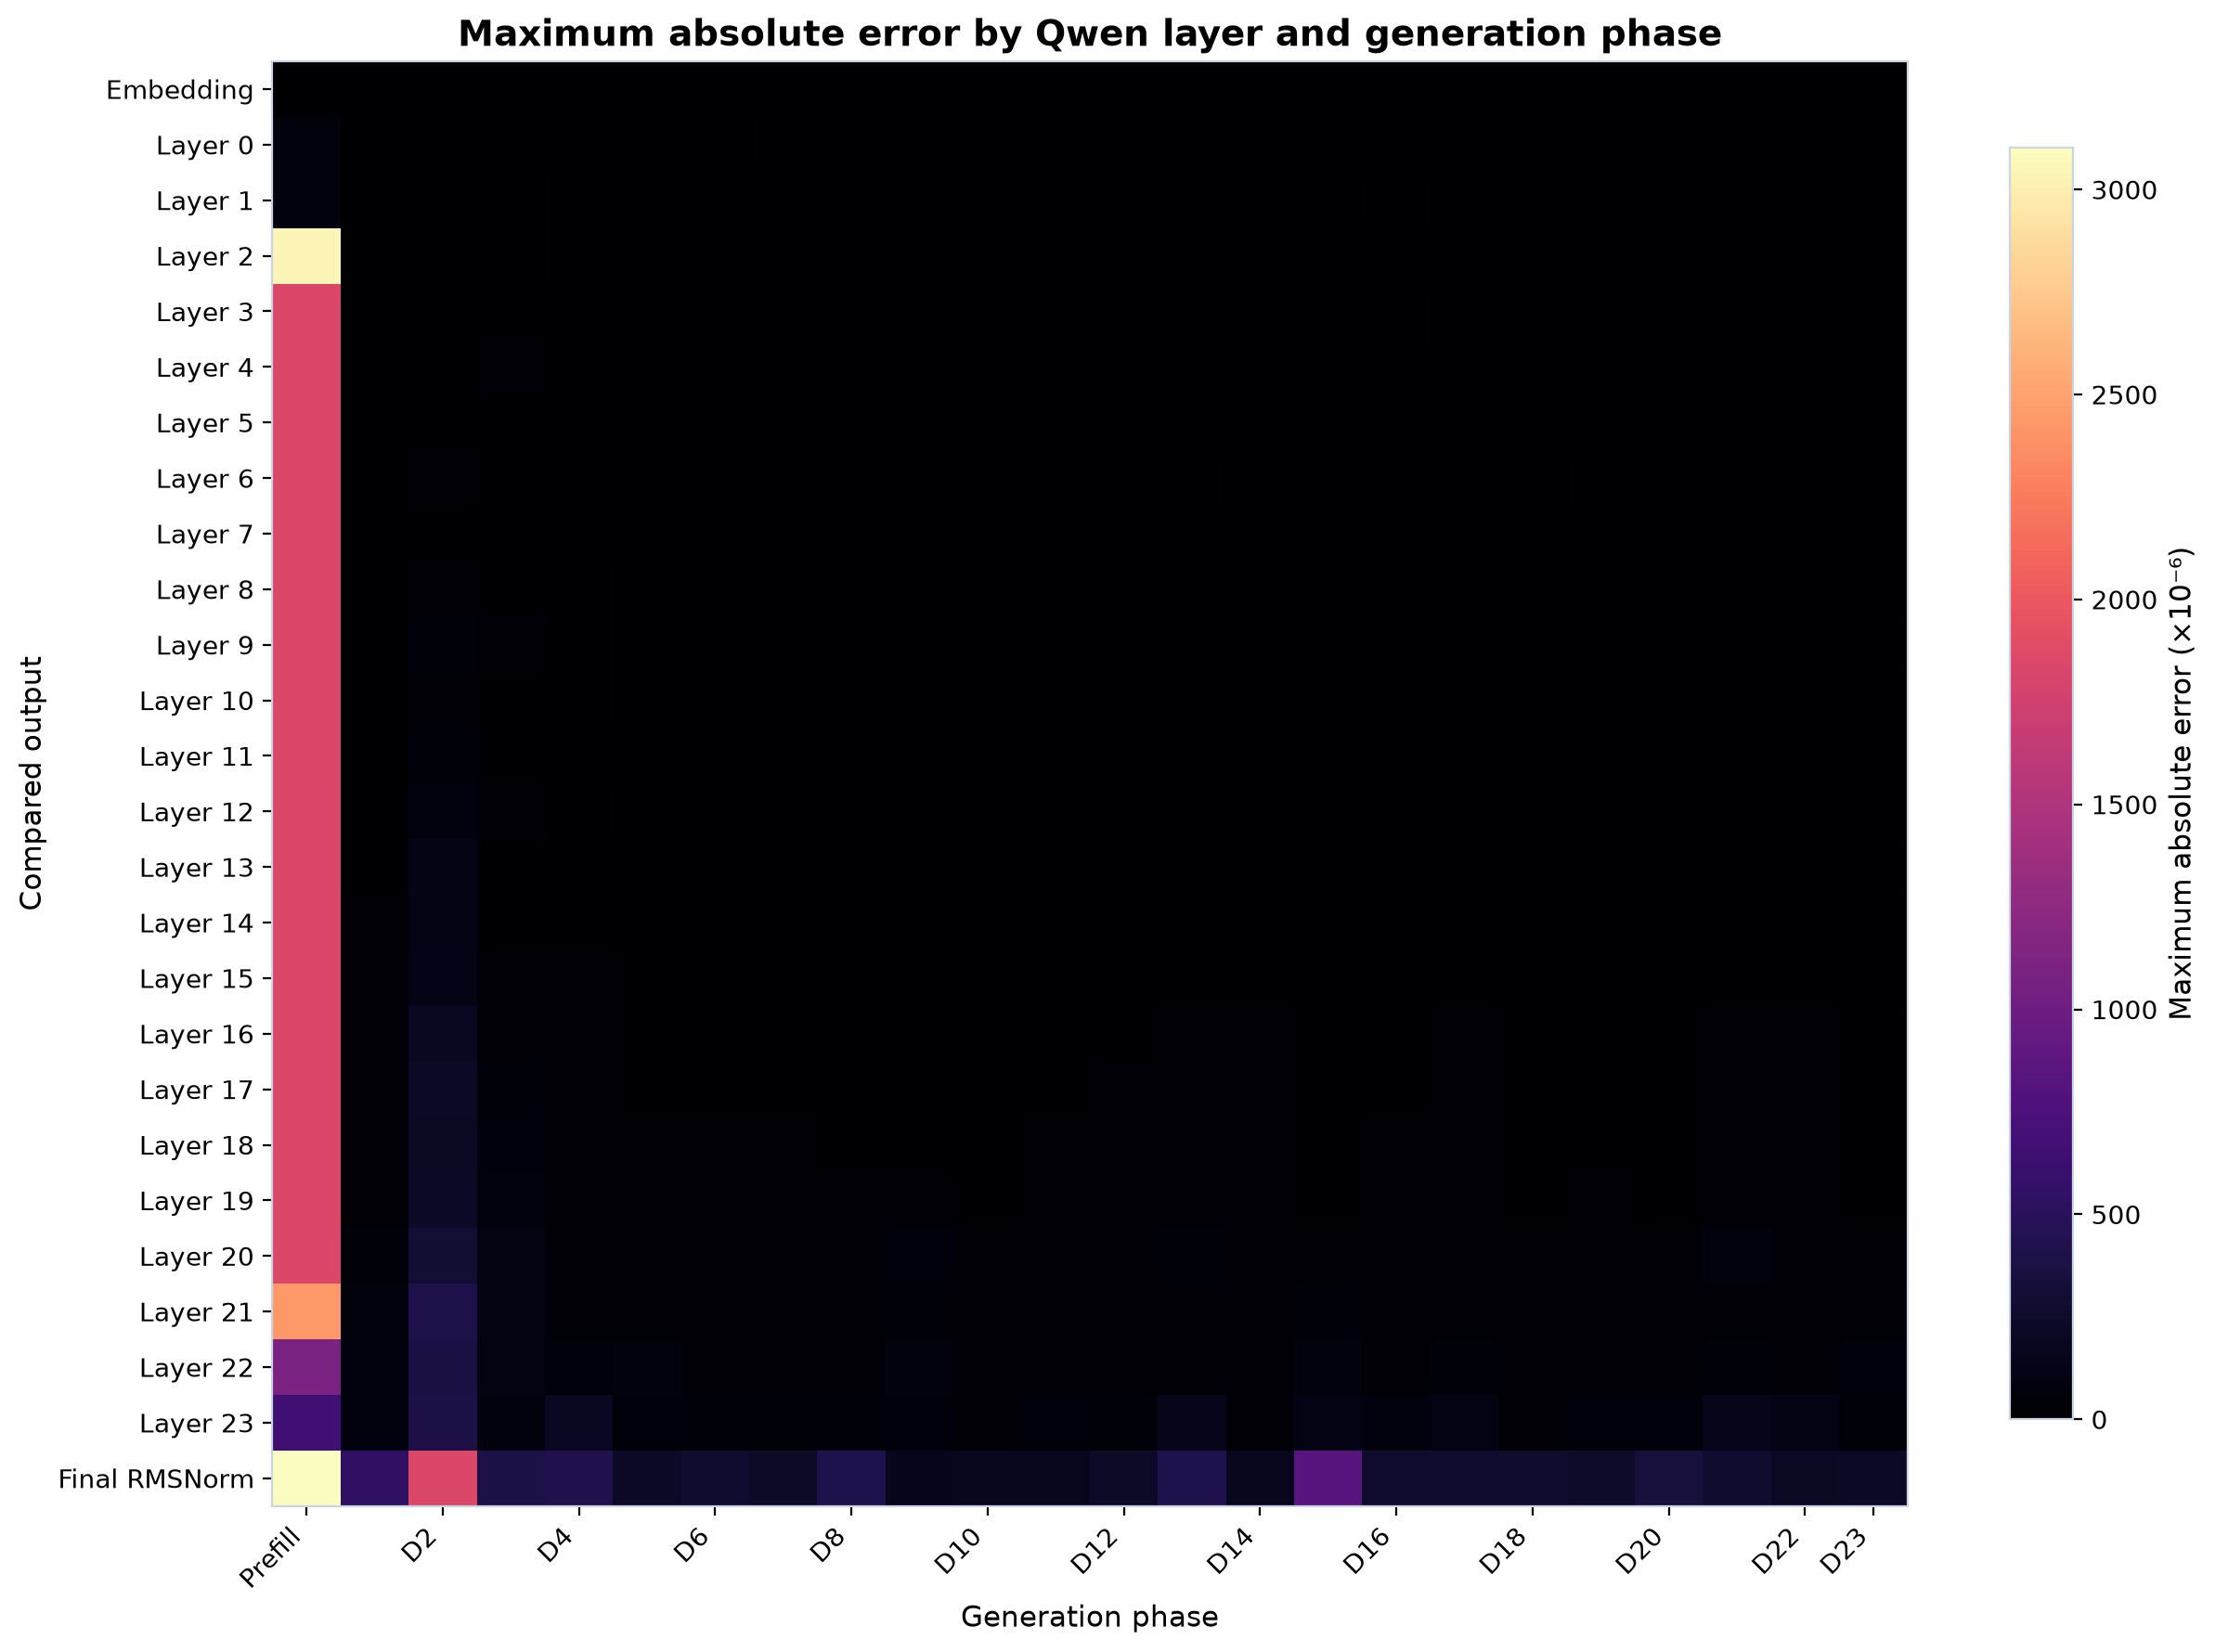 Maximum absolute error by Qwen layer and generation phase
Compared output
Embedding
Layer 0
Layer 1
Layer 2
Layer 3
Layer 4
Layer 5
Layer 6
Layer 7
Layer 8
Layer 9
Layer 10
Layer 11
Layer 12
Layer 13
Layer 14
Layer 15
Layer 16
Layer 17
Layer 18
Layer 19
Layer 20
Layer 21
Layer 22
Layer 23
Final RMSNorm
Prefill
D2
D4
D6
D8
D10
D12
D14
D16
D18
D20
D22
D23
Generation phase
3000
2500
2000
1500
1000
500
0
Maximum absolute error (×10⁻⁶)